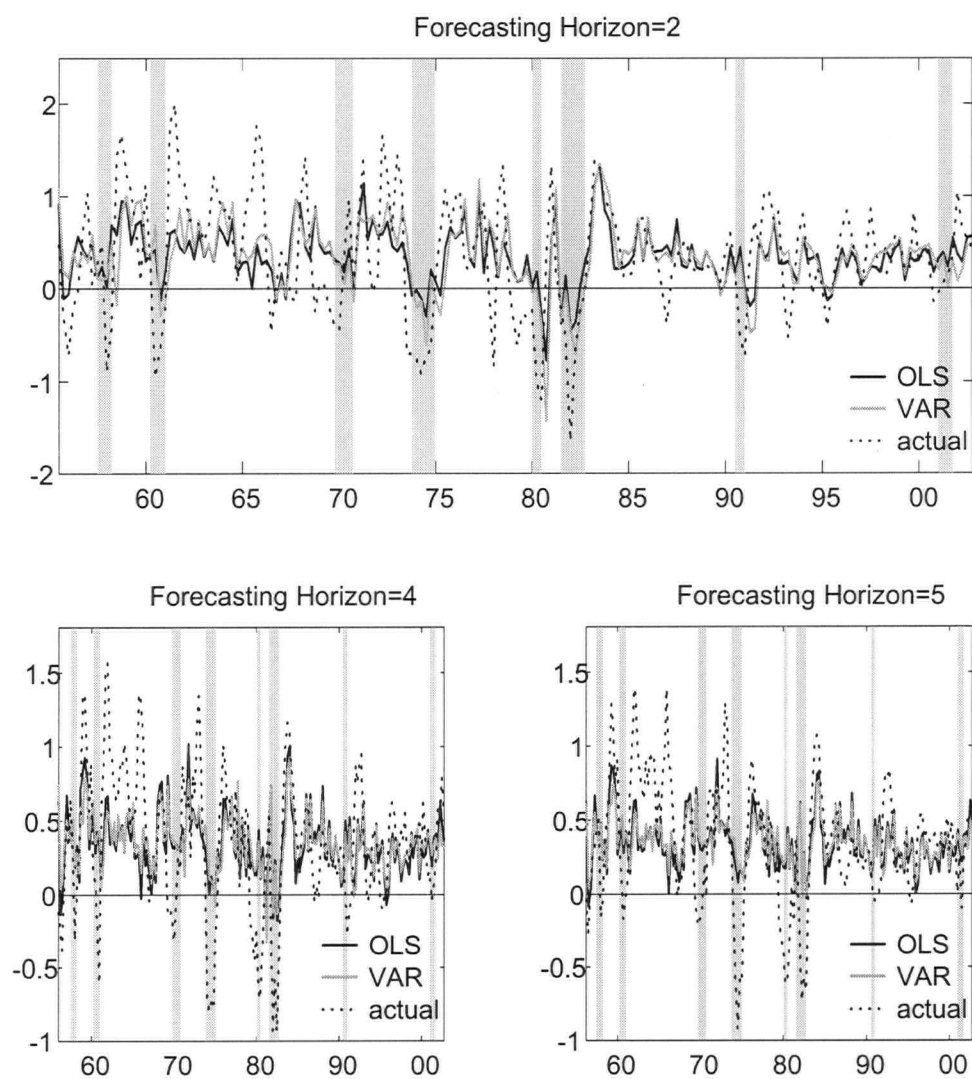 Forecasting Horizon=2
2
1
0
-1
-2
OLS
VAR
actual
60 65 70 75 80 85 90 95 00
Forecasting Horizon=4
1.5
1
0.5
0
-0.5
-1
OLS
VAR
actual
60 70 80 90 00
Forecasting Horizon=5
1.5
1
0.5
0
-0.5
-1
OLS
VAR
actual
60 70 80 90 00